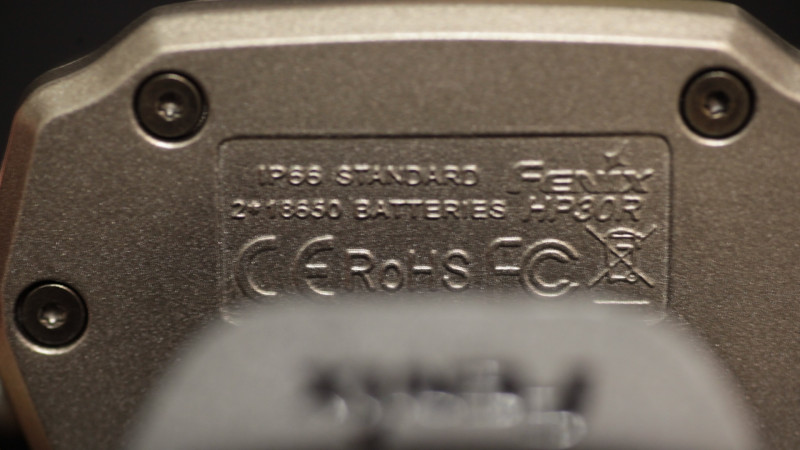 IP66 STANDARD FENIX
2*18650 BATTERIES HP30R
CE RoHS FC